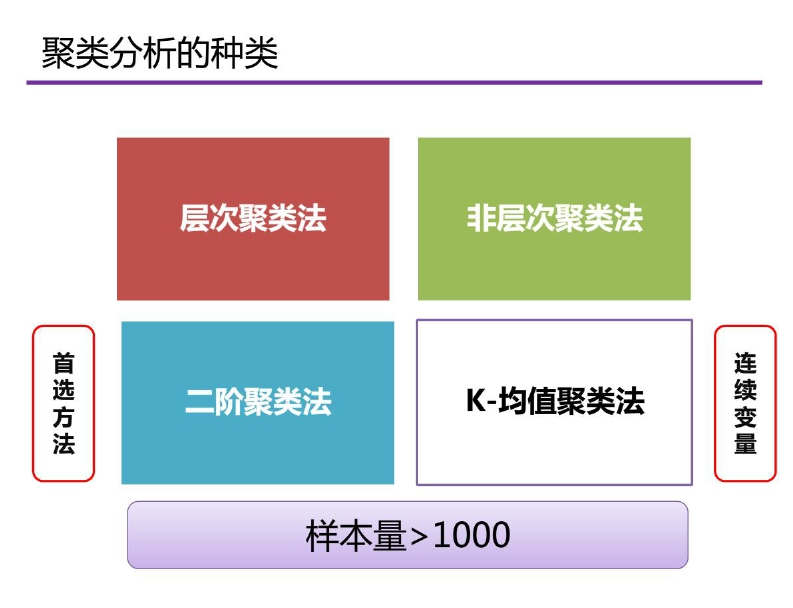 聚类分析的种类
层次聚类法
非层次聚类法
首选方法
二阶聚类法
K-均值聚类法
连续变量
样本量>1000